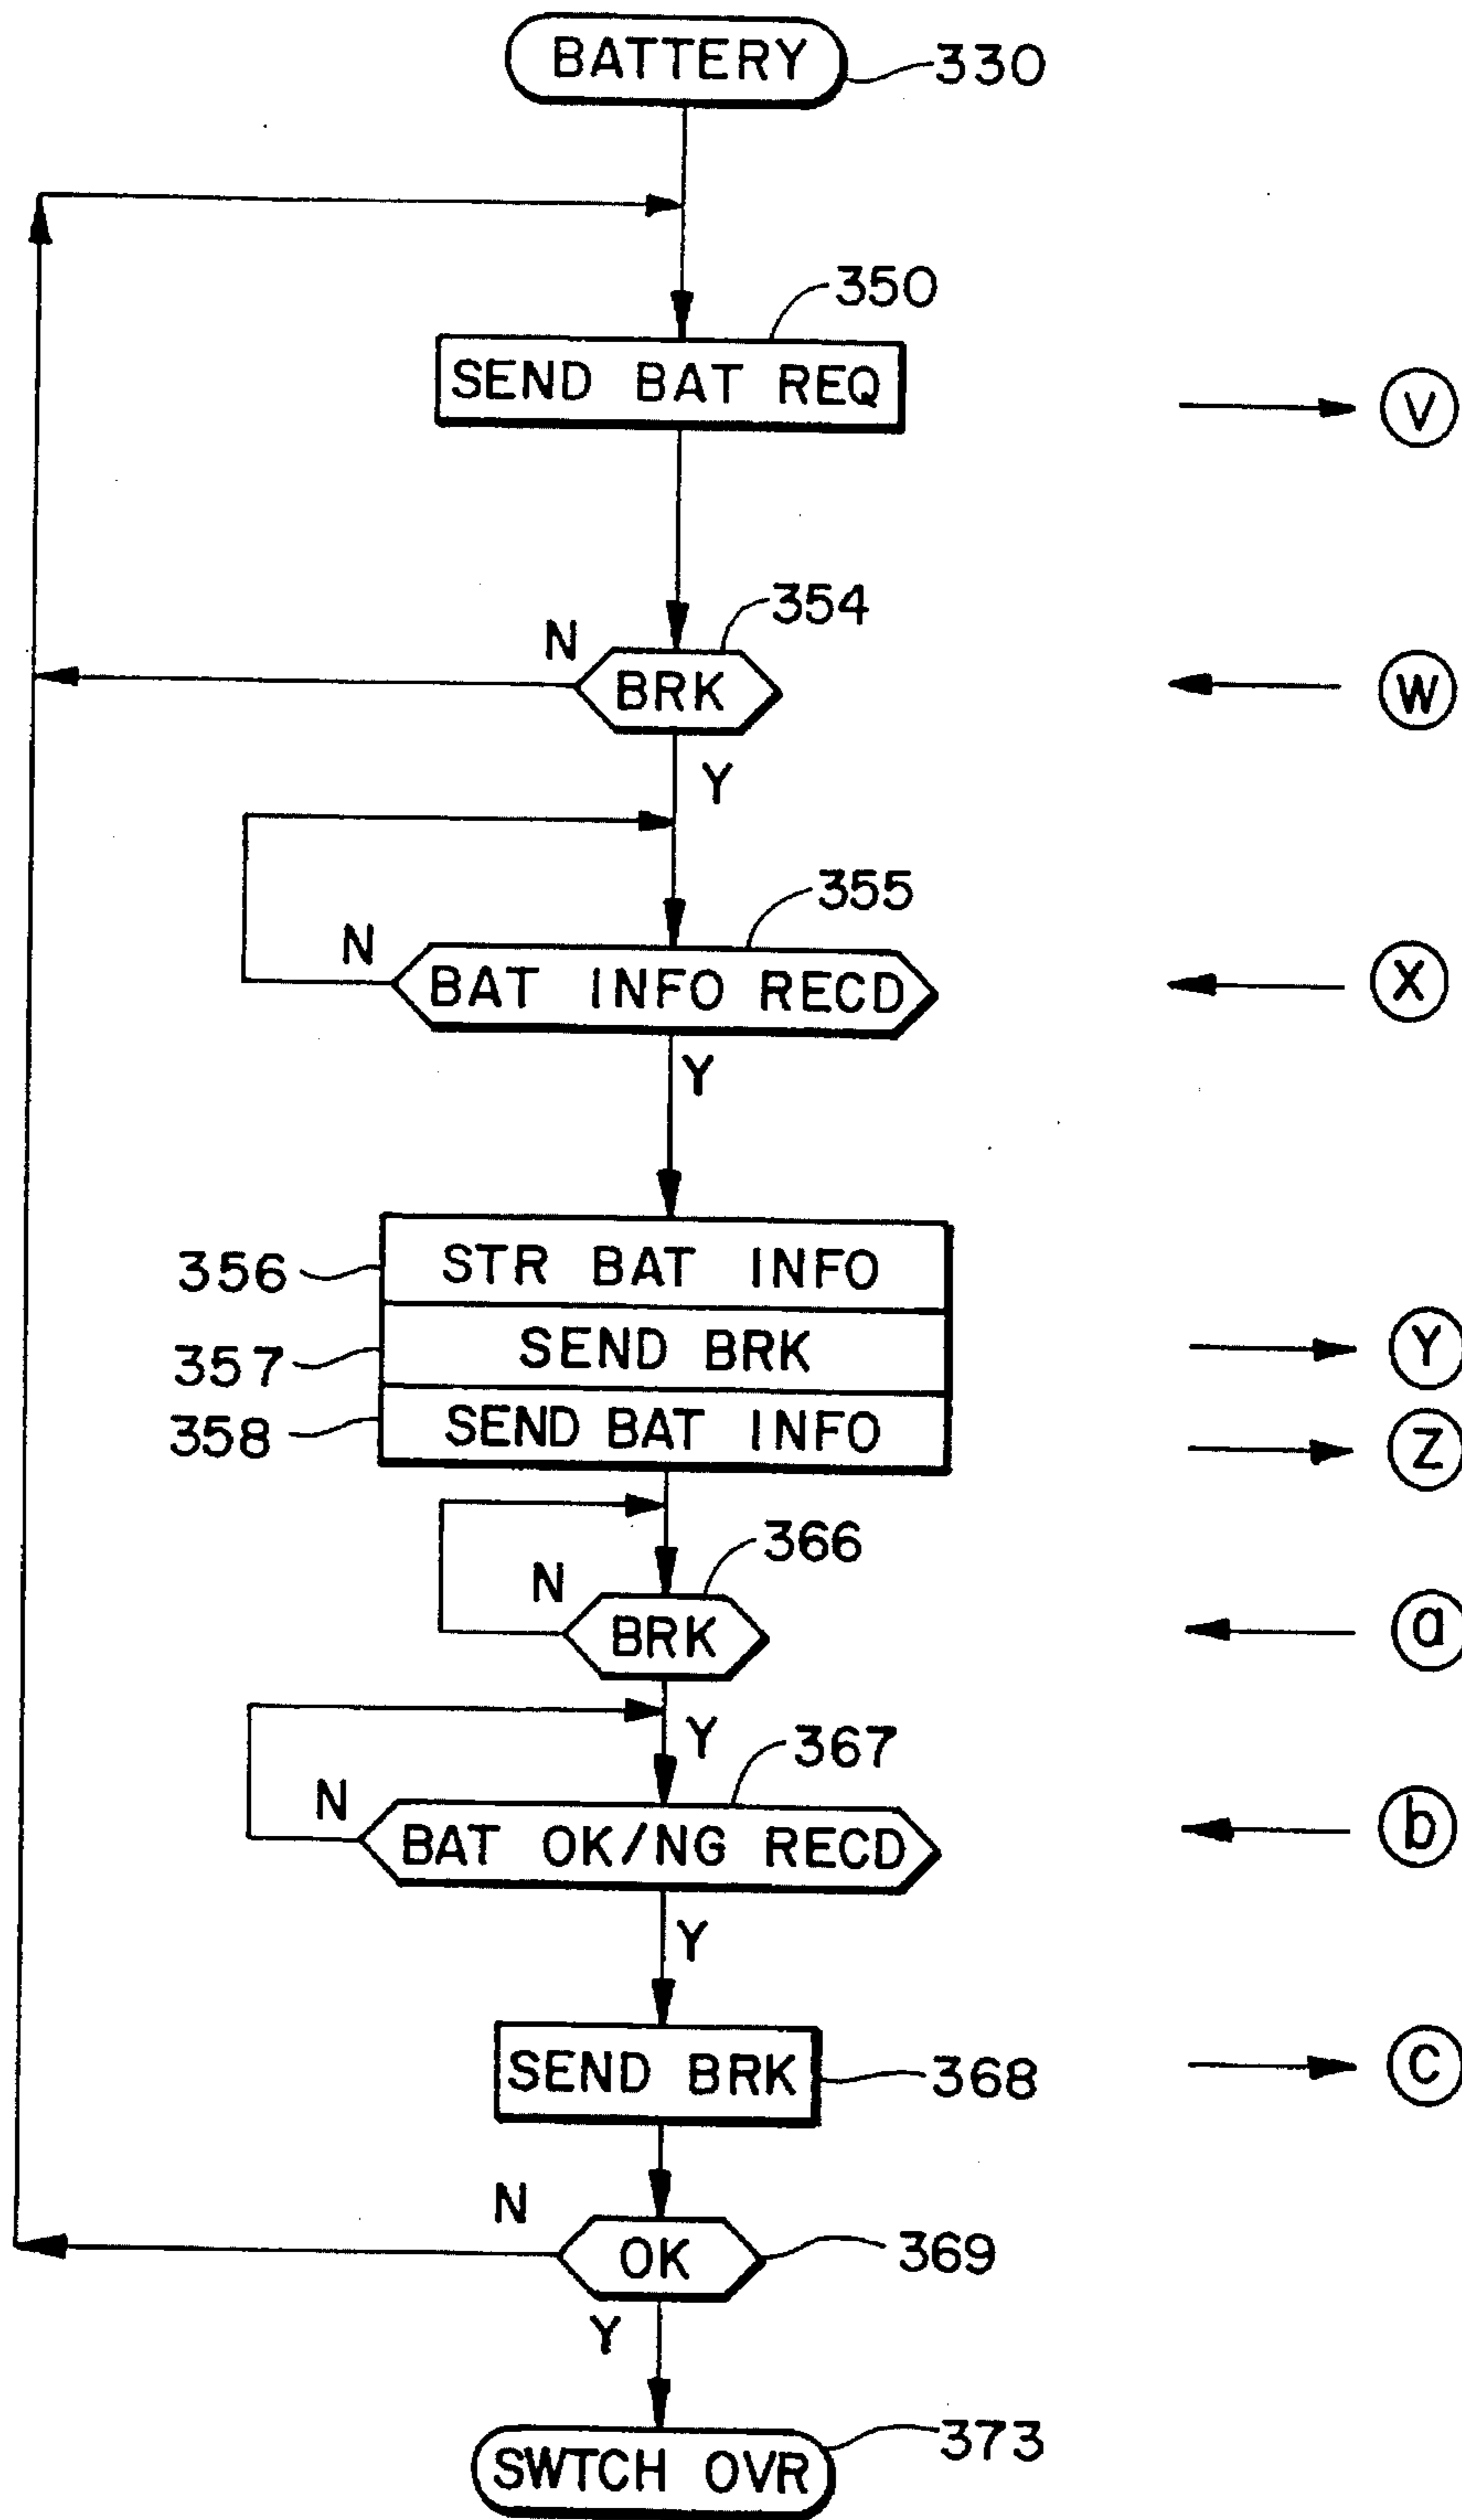 BATTERY
330
350
SEND BAT REQ
V
354
N
BRK
W
Y
355
N
BAT INFO RECD
X
Y
356
STR BAT INFO
357
SEND BRK
Y
358
SEND BAT INFO
Z
366
N
BRK
a
Y
367
N
BAT OK/NG RECD
b
Y
SEND BRK
368
C
N
OK
369
Y
373
SWTCH OVR